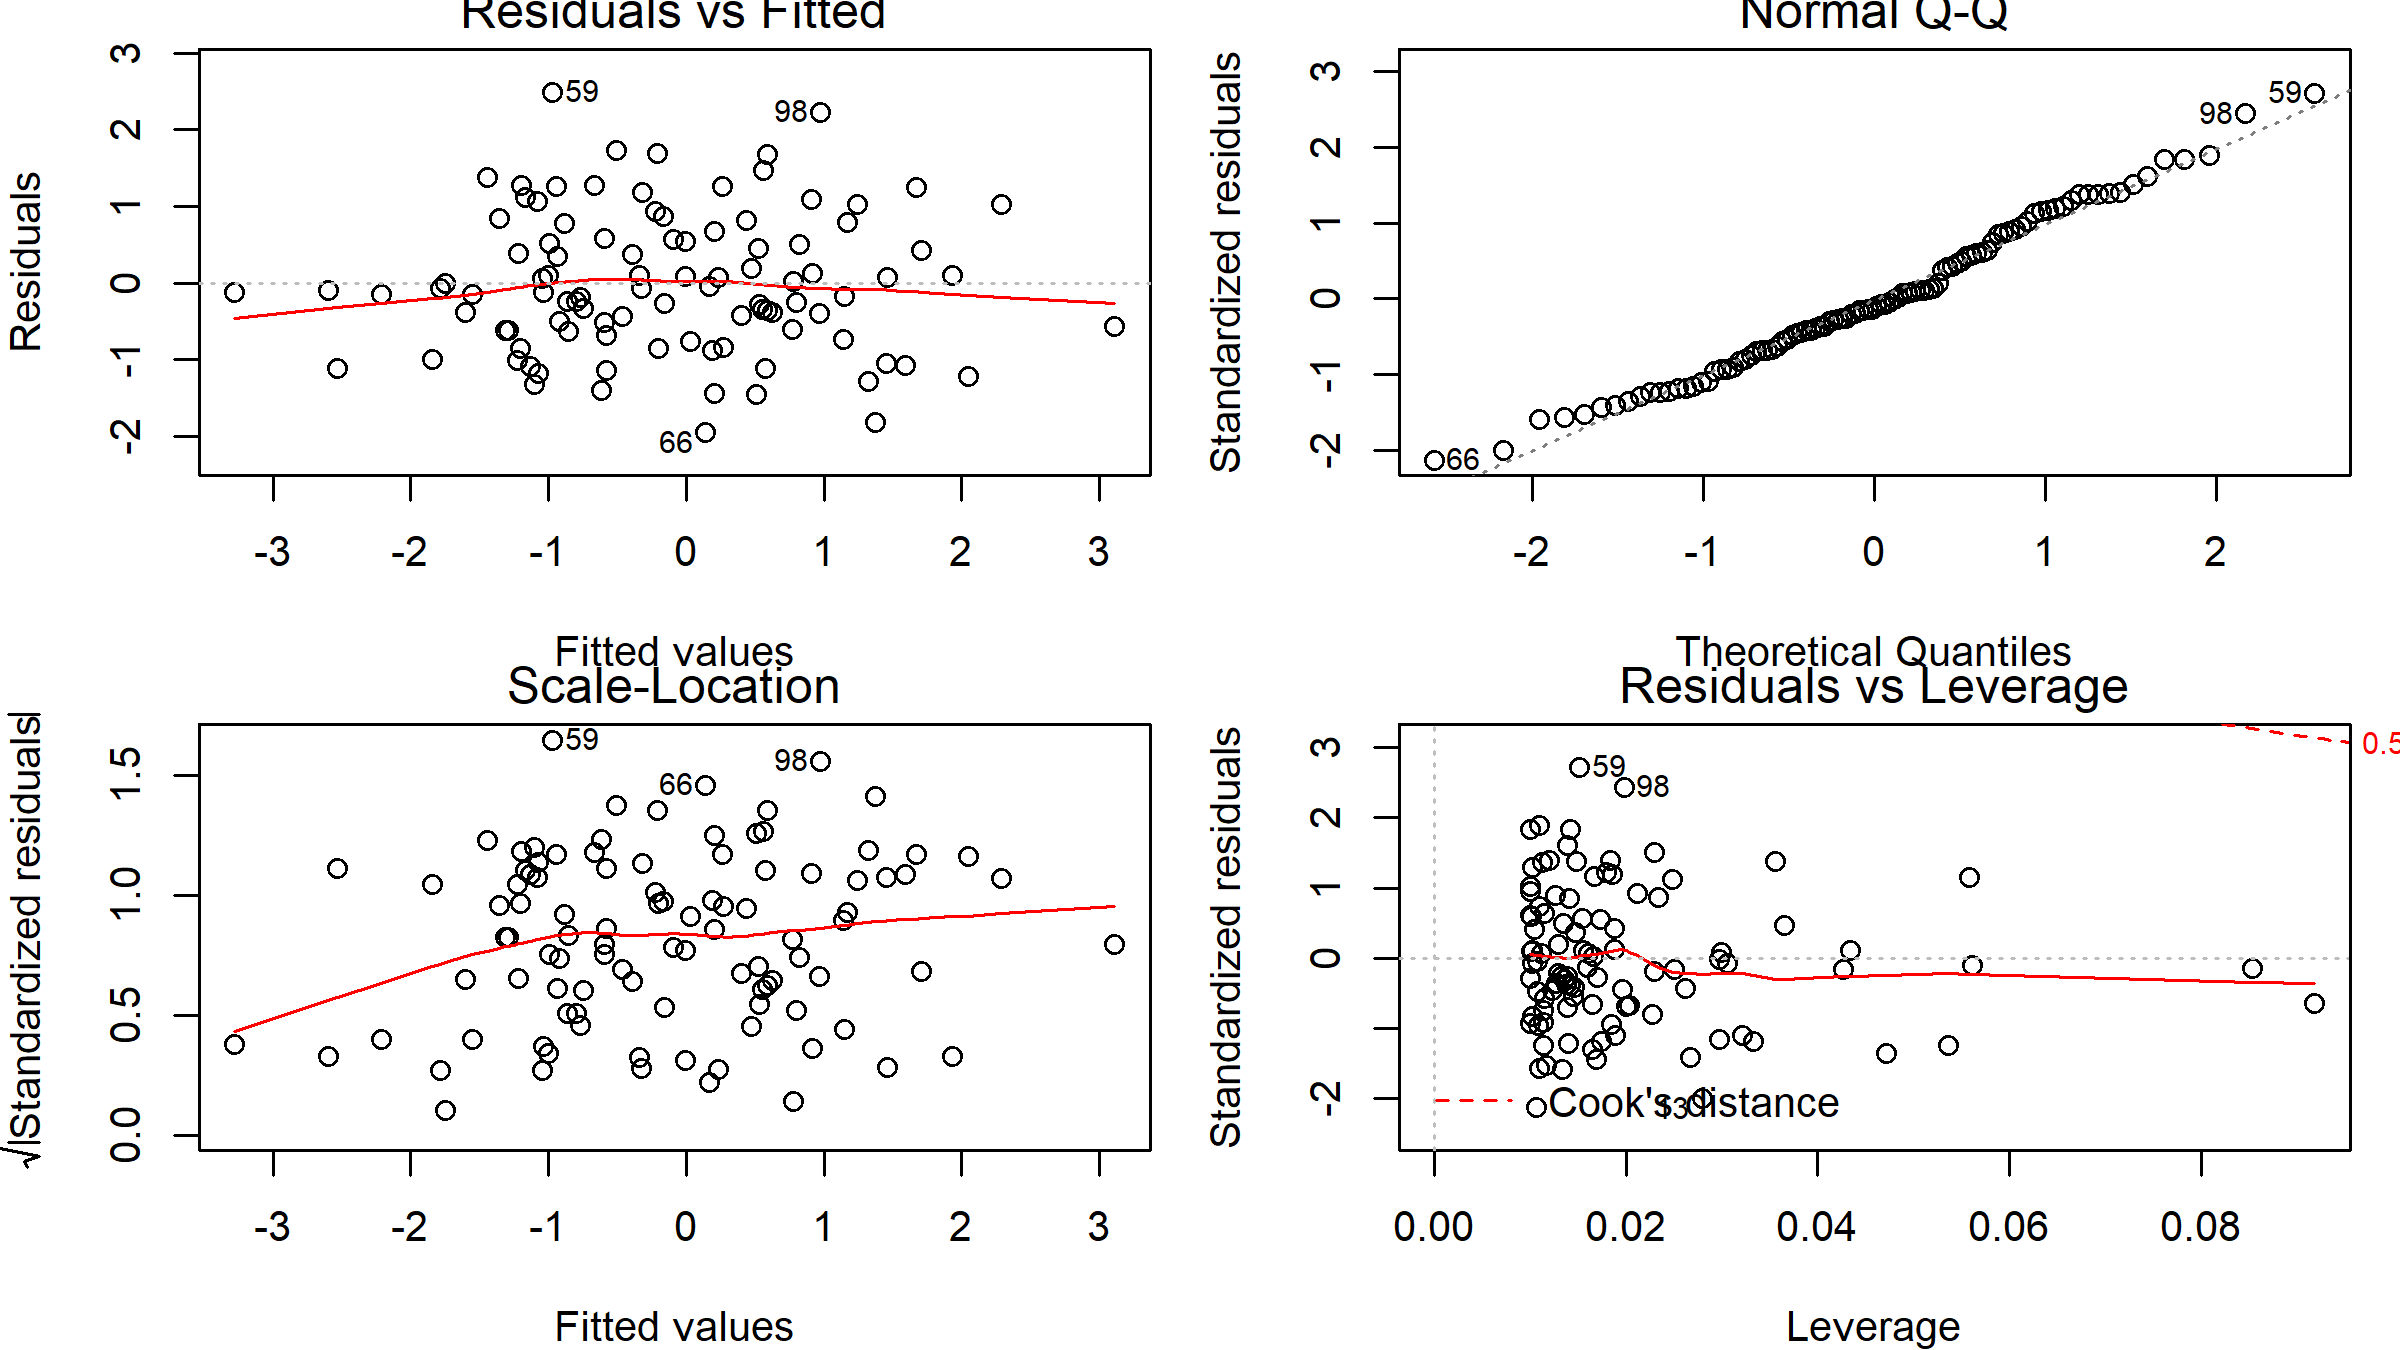 Residuals vs Fitted
Residuals
3
2
1
0
-1
-2
59
98
66
-3 -2 -1 0 1 2 3
Fitted values
Normal Q-Q
Standardized residuals
3
2
1
0
-1
-2
59
98
66
-2 -1 0 1 2
Theoretical Quantiles
Scale-Location
√|Standardized residuals|
1.5
1.0
0.5
0.0
59
98
66
-3 -2 -1 0 1 2 3
Fitted values
Residuals vs Leverage
Standardized residuals
3
2
1
0
-2
0.5
59
98
Cook's distance
0.00 0.02 0.04 0.06 0.08
Leverage